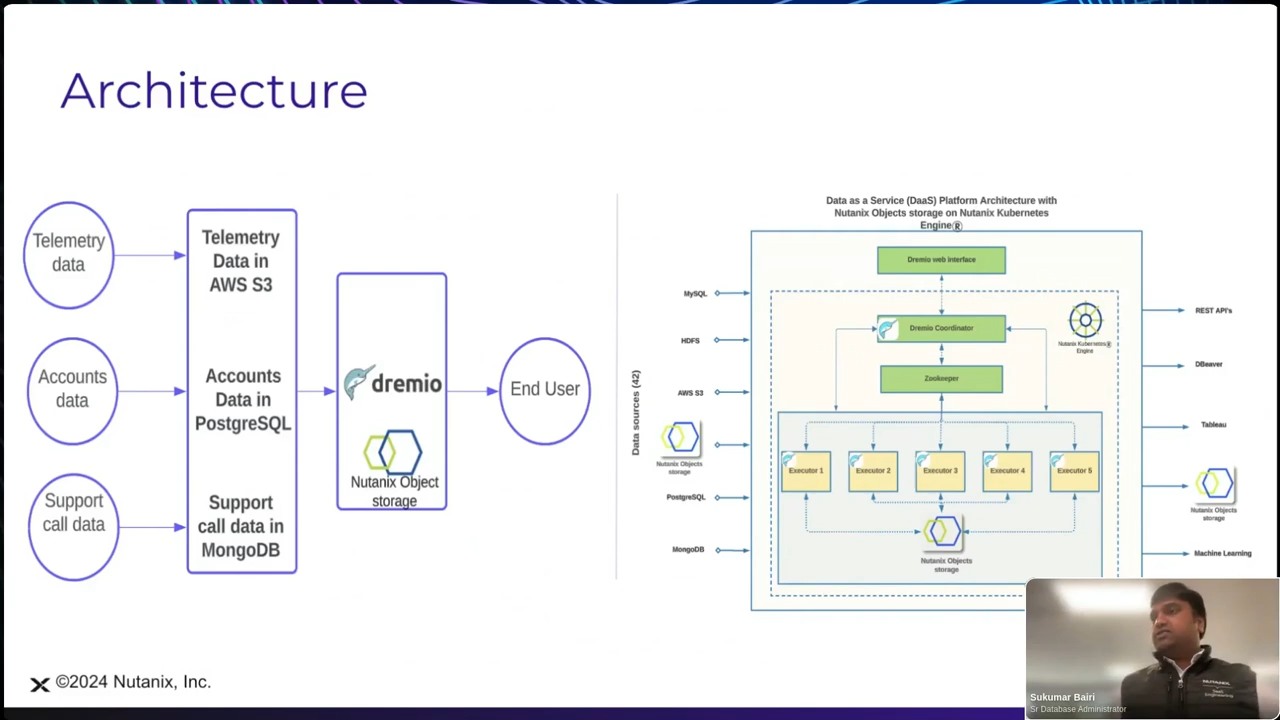 Architecture
Telemetry
data
Accounts
data
Support
call data
Telemetry
Data in
AWS S3
Accounts
Data in
PostgreSQL
Support
call data in
MongoDB
dremio
Nutanix Object
storage
End User
Data as a Service (DaaS) Platform Architecture with
Nutanix Objects storage on Nutanix Kubernetes
Engine®
Data sources (42)
MySQL
HDFS
AWS S3
Nutanix Objects
storage
PostgreSQL
MongoDB
Dremio web interface
Dremio Coordinator
Nutanix Kubernetes®
Engine
Zookeeper
Executor 1
Executor 2
Executor 3
Executor 4
Executor 5
Nutanix Objects
storage
REST API's
DBeaver
Tableau
Nutanix Objects
storage
Machine Learning
©2024 Nutanix, Inc.
NUTANIX
SaaS
Engineering
Sukumar Bairi
Sr Database Administrator